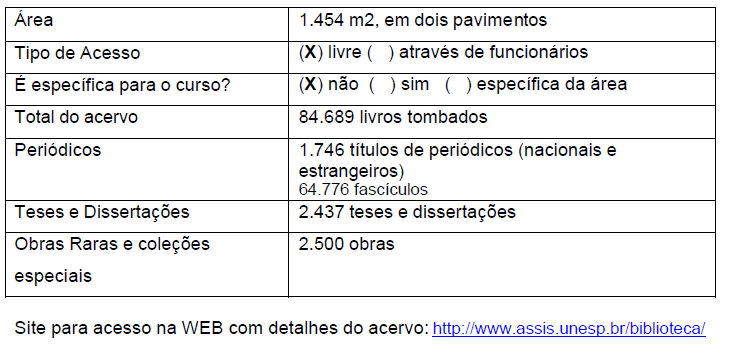 Área
1.454 m2, em dois pavimentos
Tipo de Acesso
(X) livre ( ) através de funcionários
É específica para o curso?
(X) não ( ) sim ( ) específica da área
Total do acervo
84.689 livros tombados
Periódicos
1.746 títulos de periódicos (nacionais e
estrangeiros)
64.776 fascículos
Teses e Dissertações
2.437 teses e dissertações
Obras Raras e coleções
especiais
2.500 obras
Site para acesso na WEB com detalhes do acervo: http://www.assis.unesp.br/biblioteca/